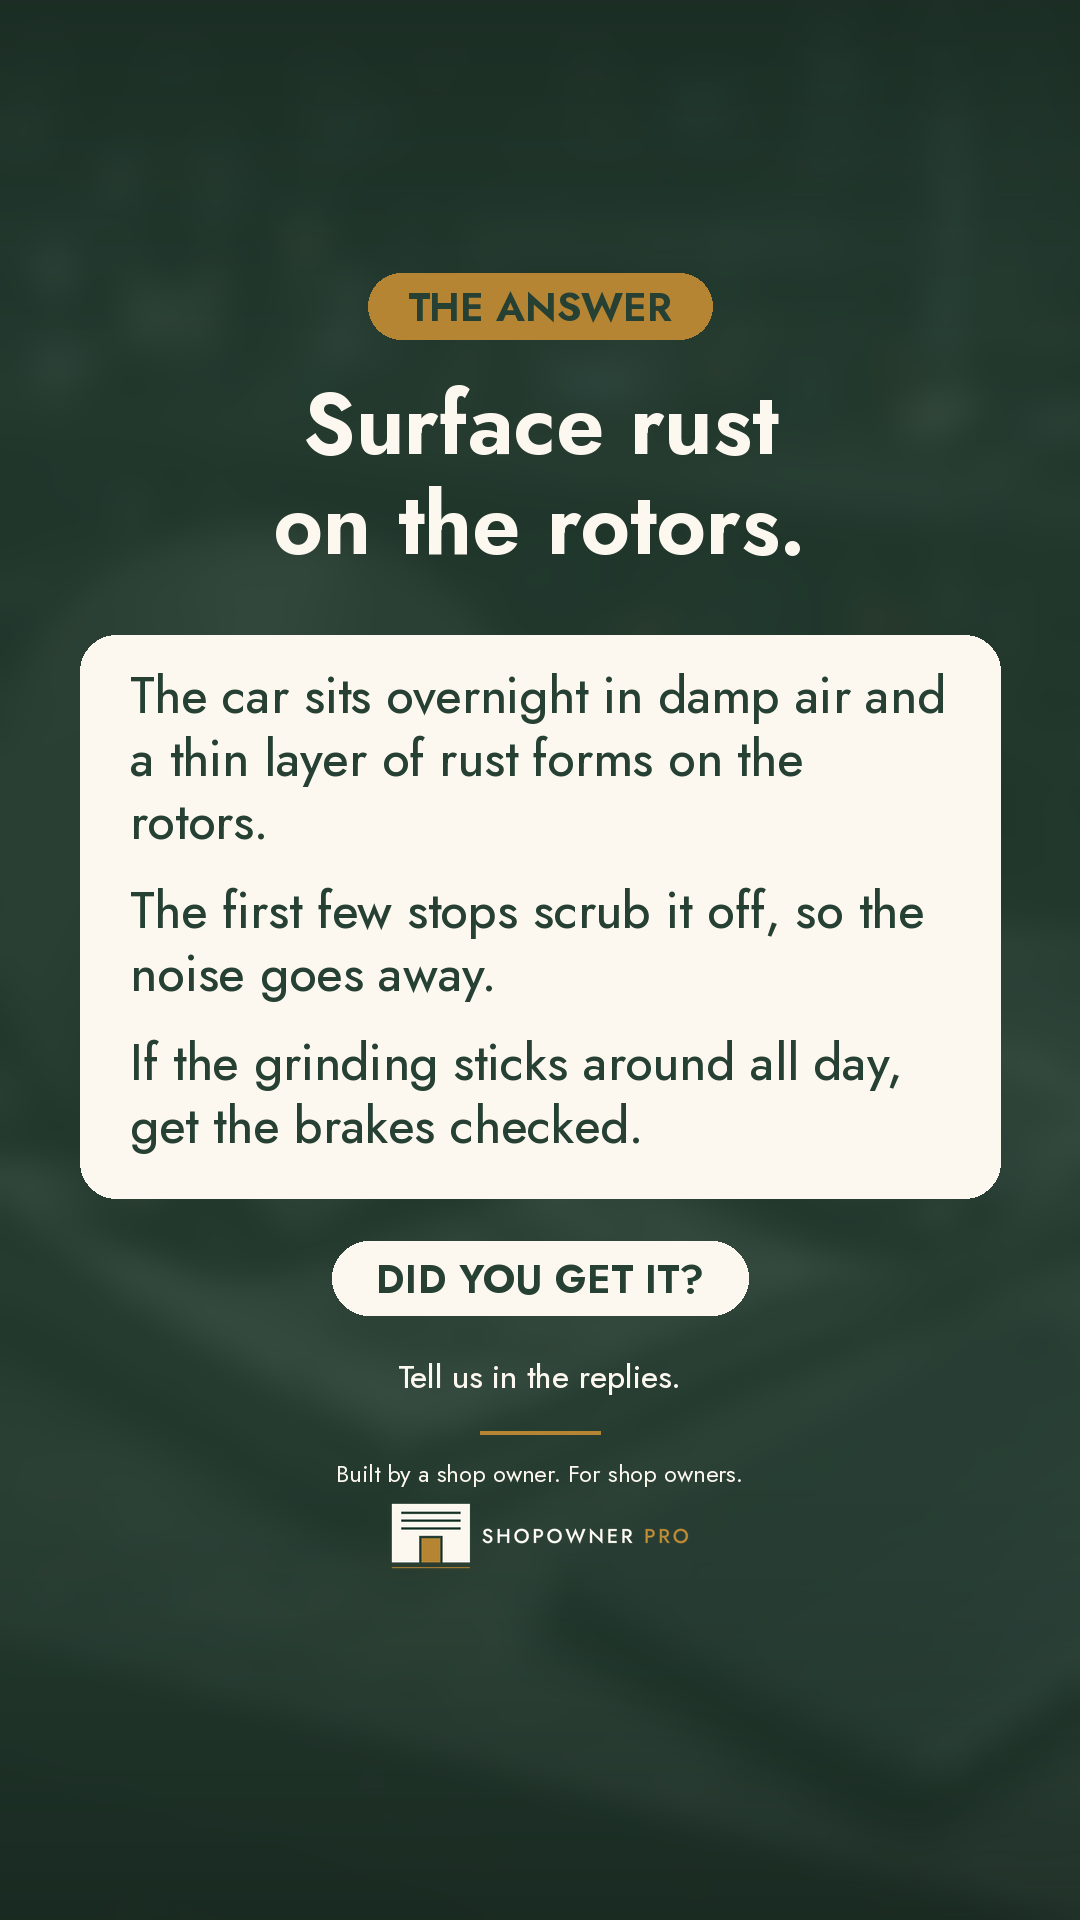 THE ANSWER
Surface rust
on the rotors.
The car sits overnight in damp air and
a thin layer of rust forms on the
rotors.
The first few stops scrub it off, so the
noise goes away.
If the grinding sticks around all day,
get the brakes checked.
DID YOU GET IT?
Tell us in the replies.
Built by a shop owner. For shop owners.
SHOPOWNER PRO